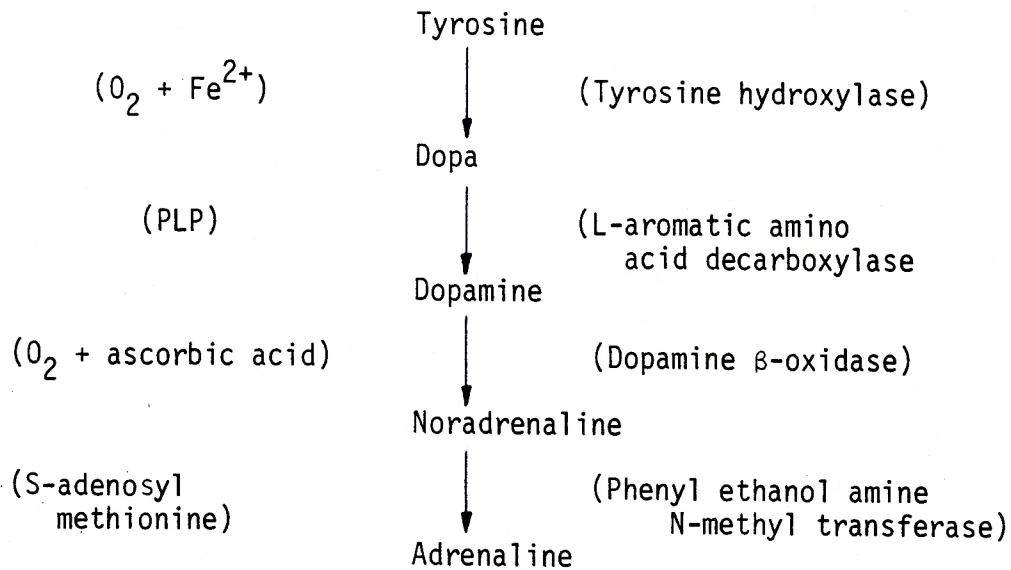 Tyrosine
(O2 + Fe2+)
(Tyrosine hydroxylase)
Dopa
(PLP)
(L-aromatic amino
acid decarboxylase
Dopamine
(O2 + ascorbic acid)
(Dopamine β-oxidase)
Noradrenaline
(S-adenosyl
methionine)
(Phenyl ethanol amine
N-methyl transferase)
Adrenaline